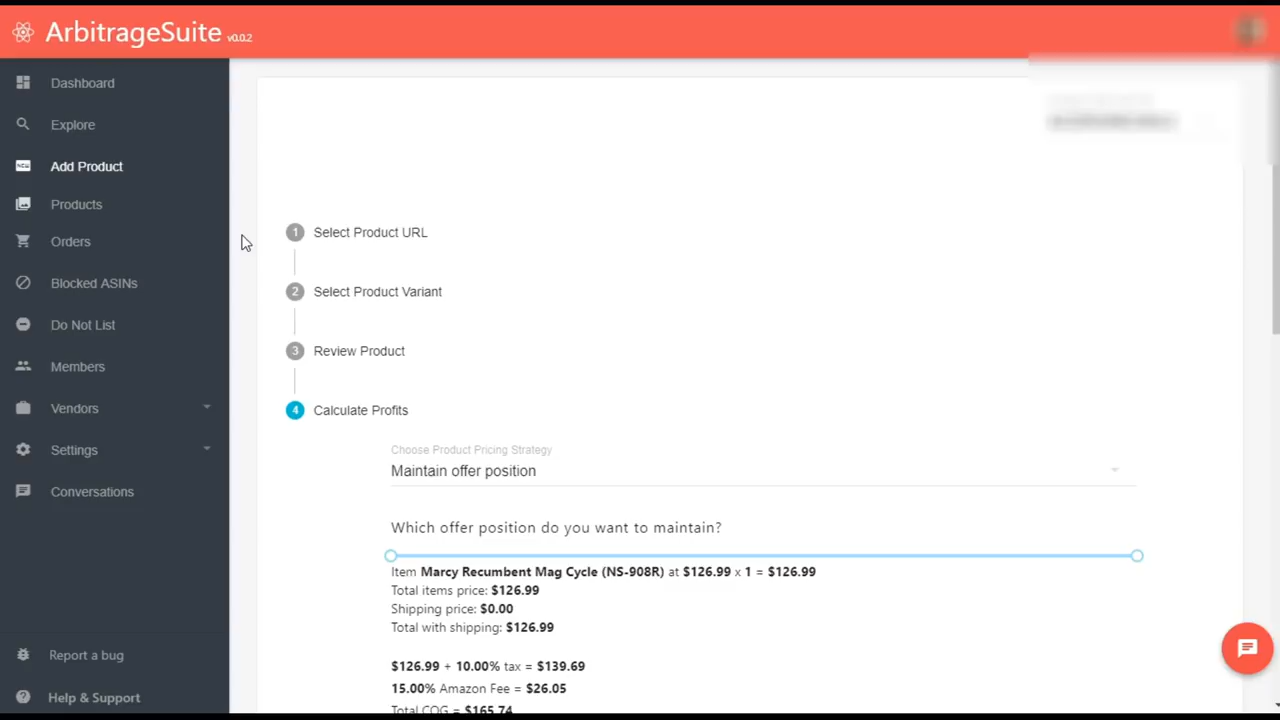 ArbitrageSuite v0.0.2
Dashboard
Explore
Add Product
Products
Orders
Blocked ASINs
Do Not List
Members
Vendors
Settings
Conversations
Report a bug
Help & Support
1 Select Product URL
2 Select Product Variant
3 Review Product
4 Calculate Profits
Choose Product Pricing Strategy
Maintain offer position
Which offer position do you want to maintain?
Item Marcy Recumbent Mag Cycle (NS-908R) at $126.99 x 1 = $126.99
Total items price: $126.99
Shipping price: $0.00
Total with shipping: $126.99
$126.99 + 10.00% tax = $139.69
15.00% Amazon Fee = $26.05
Total COG = $165.74